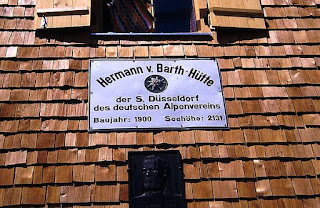 Hermann v. Barth-Hütte
der S. Düsseldorf
des deutschen Alpenvereins
Baujahr: 1900 Seehöhe: 2131